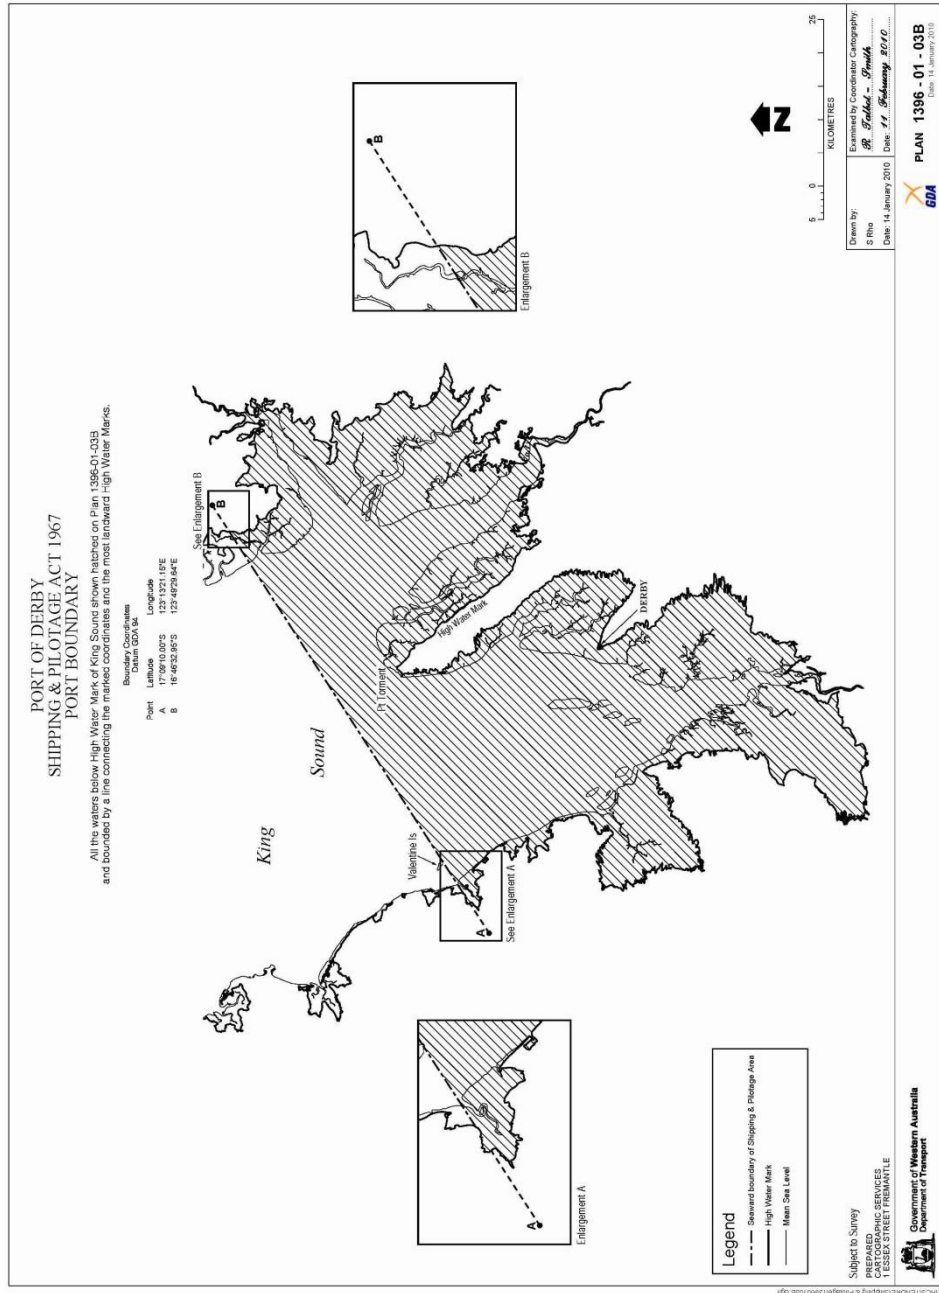 PORT OF DERBY
SHIPPING & PILOTAGE ACT 1967
PORT BOUNDARY
All the waters below High Water Mark of King Sound shown hatched on Plan 1396-01-03B
and bounded by a line connecting the marked coordinates and the most landward High Water Marks.
Boundary Coordinates
Datum GDA 94
Point Latitude Longitude
A 17°09'10.00"S 123°13'21.15"E
B 16°46'32.95"S 123°49'29.64"E
King
Sound
See Enlargement B
B
Valentine Is
A
See Enlargement A
Pt Torment
High Water Mark
DERBY
A
Enlargement A
B
Enlargement B
Legend
Seaward boundary of Shipping & Pilotage Area
High Water Mark
Mean Sea Level
N
5 0 25
KILOMETRES
Subject to Survey
PREPARED
CARTOGRAPHIC SERVICES
1 ESSEX STREET FREMANTLE
Drawn by:
S Rho
Date: 14 January 2010
Examined by Coordinator Cartography:
R Talbot - Smith
Date: 11 February 2010
Government of Western Australia
Department of Transport
GDA
PLAN 1396 - 01 - 03B
Date: 14 January 2010